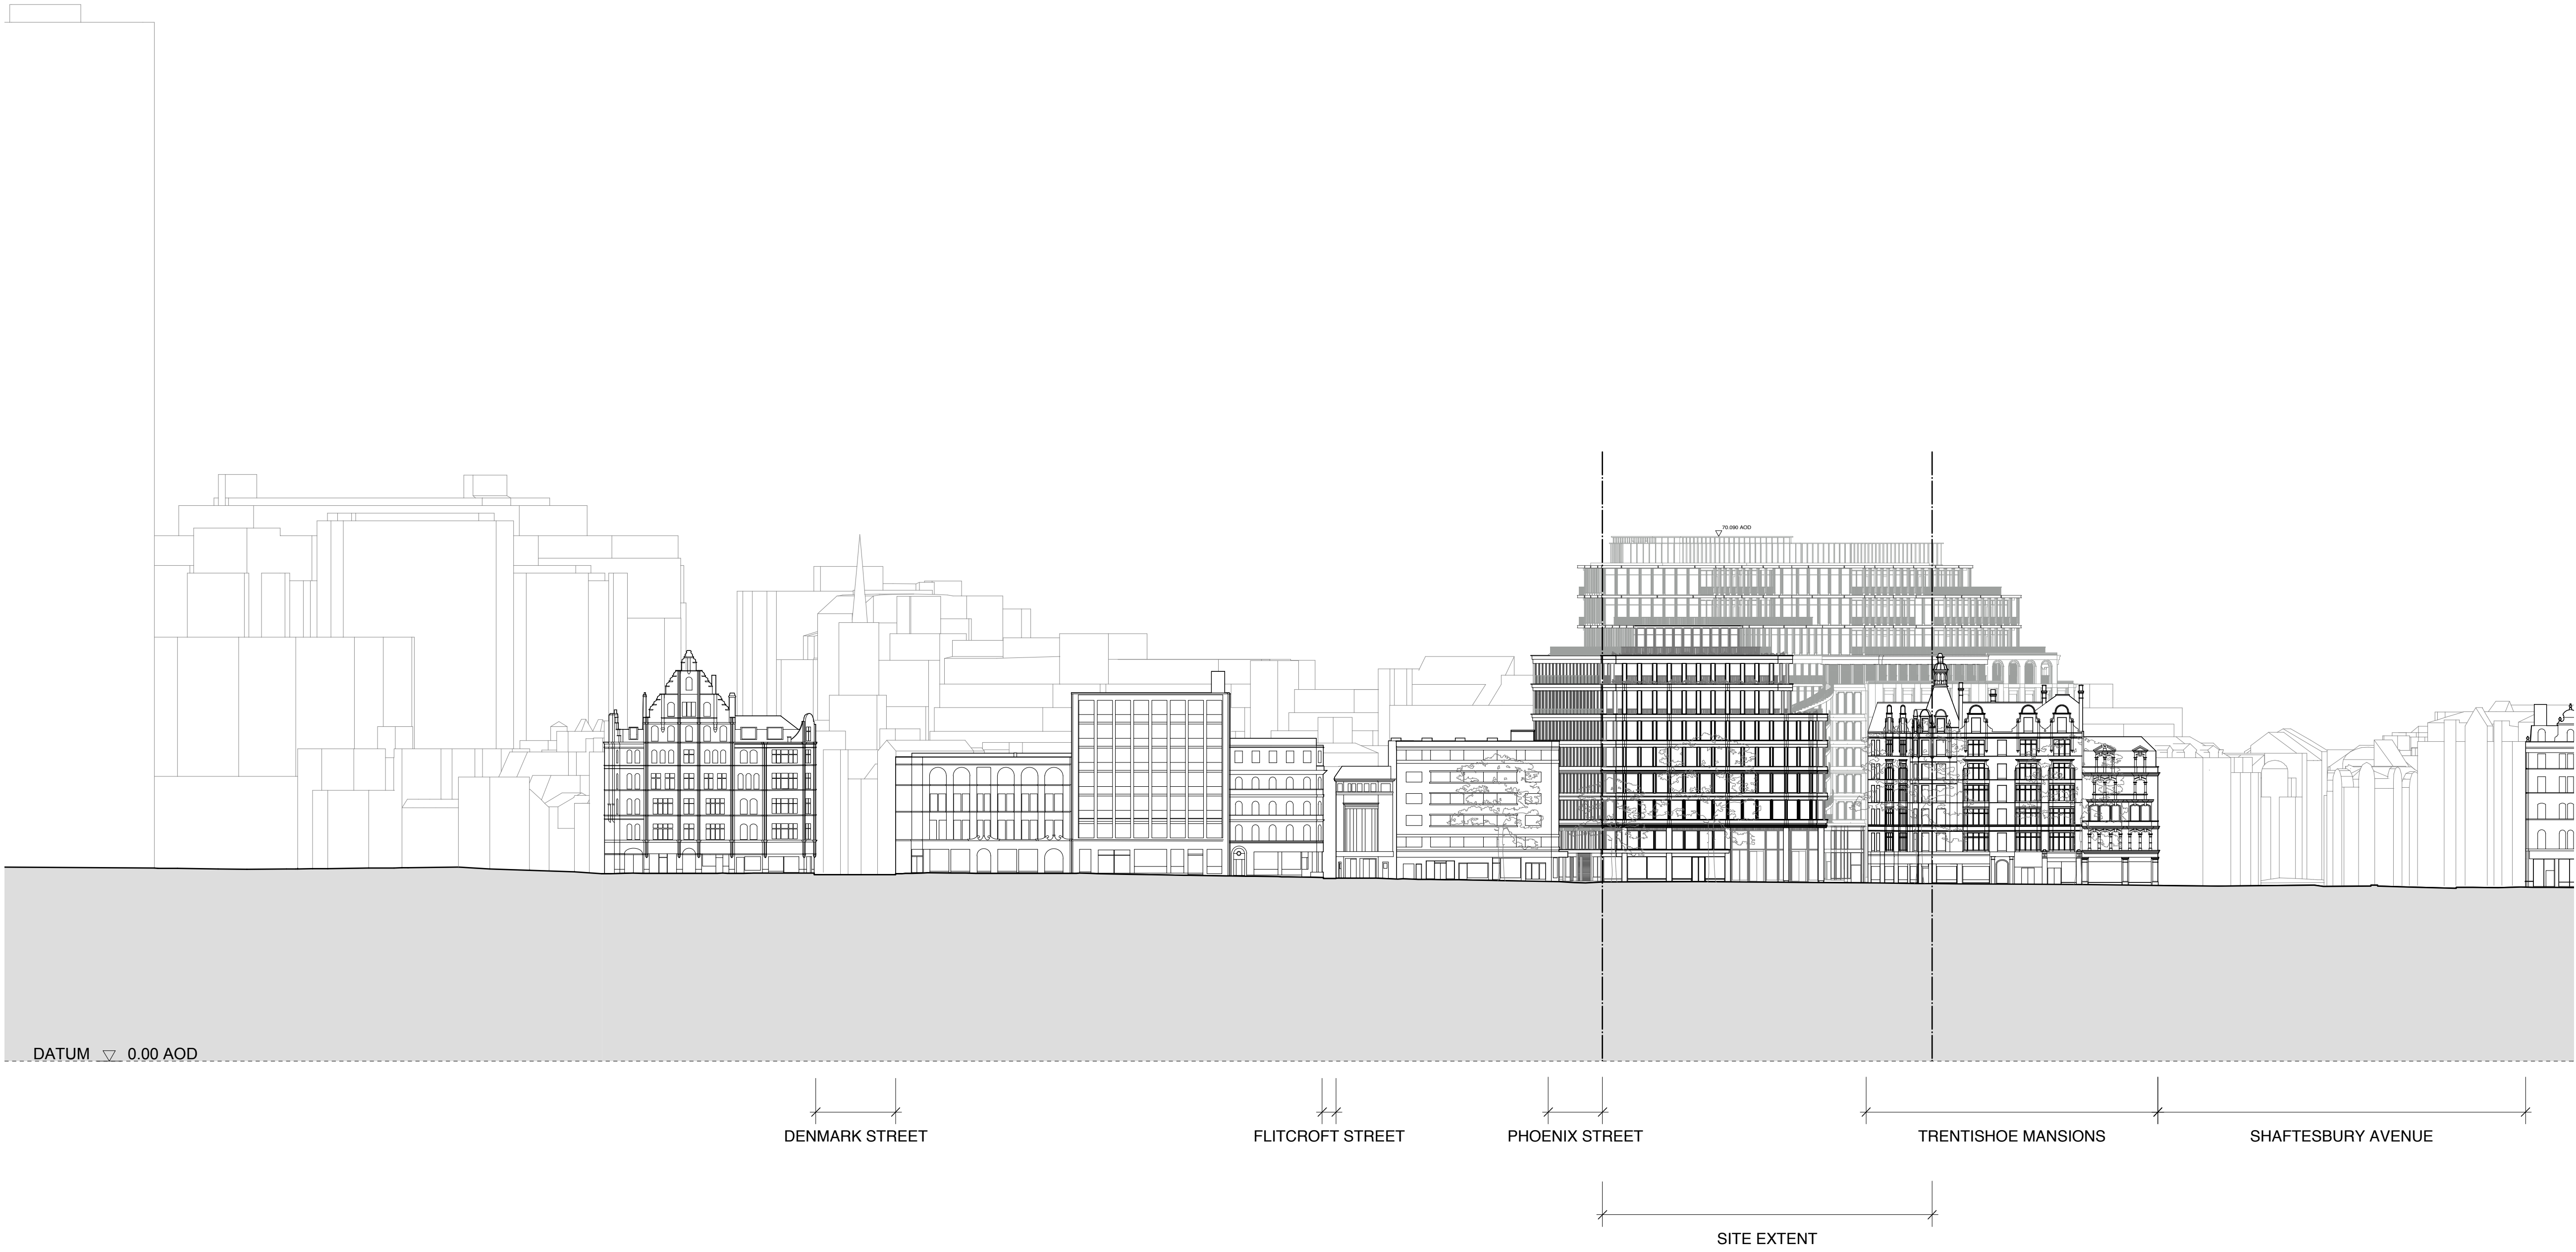 70.090 AOD
DATUM 0.00 AOD
DENMARK STREET
FLITCROFT STREET
PHOENIX STREET
TRENTISHOE MANSIONS
SHAFTESBURY AVENUE
SITE EXTENT